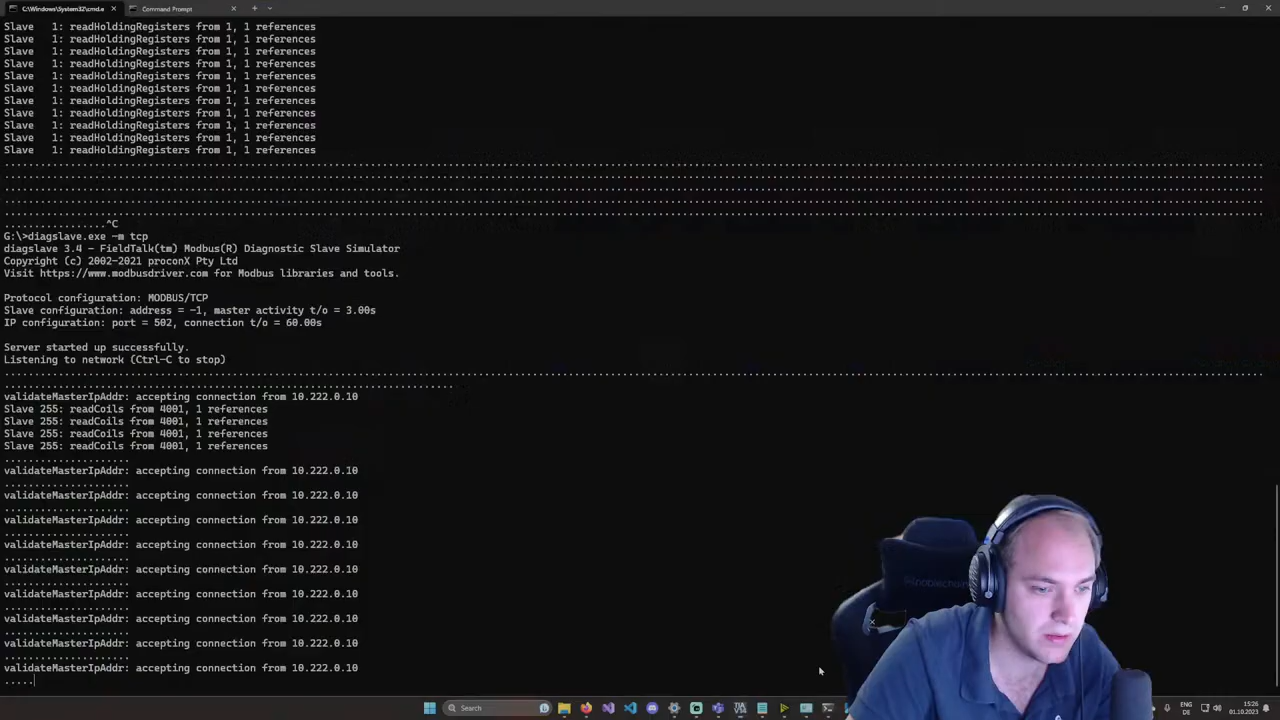 C:\Windows\System32\cmd.e
Command Prompt
Slave   1: readHoldingRegisters from 1, 1 references
Slave   1: readHoldingRegisters from 1, 1 references
Slave   1: readHoldingRegisters from 1, 1 references
Slave   1: readHoldingRegisters from 1, 1 references
Slave   1: readHoldingRegisters from 1, 1 references
Slave   1: readHoldingRegisters from 1, 1 references
Slave   1: readHoldingRegisters from 1, 1 references
Slave   1: readHoldingRegisters from 1, 1 references
Slave   1: readHoldingRegisters from 1, 1 references
Slave   1: readHoldingRegisters from 1, 1 references
Slave   1: readHoldingRegisters from 1, 1 references
.................^C
G:\>diagslave.exe -m tcp
diagslave 3.4 - FieldTalk(tm) Modbus(R) Diagnostic Slave Simulator
Copyright (c) 2002-2021 proconX Pty Ltd
Visit https://www.modbusdriver.com for Modbus libraries and tools.
Protocol configuration: MODBUS/TCP
Slave configuration: address = -1, master activity t/o = 3.00s
IP configuration: port = 502, connection t/o = 60.00s
Server started up successfully.
Listening to network (Ctrl-C to stop)
validateMasterIpAddr: accepting connection from 10.222.0.10
Slave 255: readCoils from 4001, 1 references
Slave 255: readCoils from 4001, 1 references
Slave 255: readCoils from 4001, 1 references
Slave 255: readCoils from 4001, 1 references
.....................
validateMasterIpAddr: accepting connection from 10.222.0.10
.....................
validateMasterIpAddr: accepting connection from 10.222.0.10
.....................
validateMasterIpAddr: accepting connection from 10.222.0.10
.....................
validateMasterIpAddr: accepting connection from 10.222.0.10
.....................
validateMasterIpAddr: accepting connection from 10.222.0.10
.....................
validateMasterIpAddr: accepting connection from 10.222.0.10
.....................
validateMasterIpAddr: accepting connection from 10.222.0.10
.....................
validateMasterIpAddr: accepting connection from 10.222.0.10
.....................
validateMasterIpAddr: accepting connection from 10.222.0.10
.....
Search
ENG
DE
15:26
01.10.2023